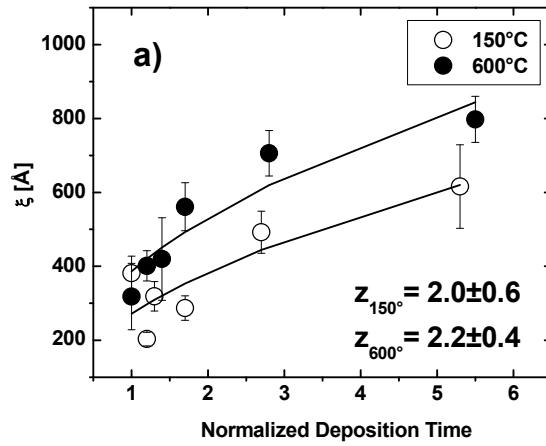 a)
150°C
600°C
1000
800
600
400
200
ξ [Å]
z150° = 2.0±0.6
z600° = 2.2±0.4
1 2 3 4 5 6
Normalized Deposition Time